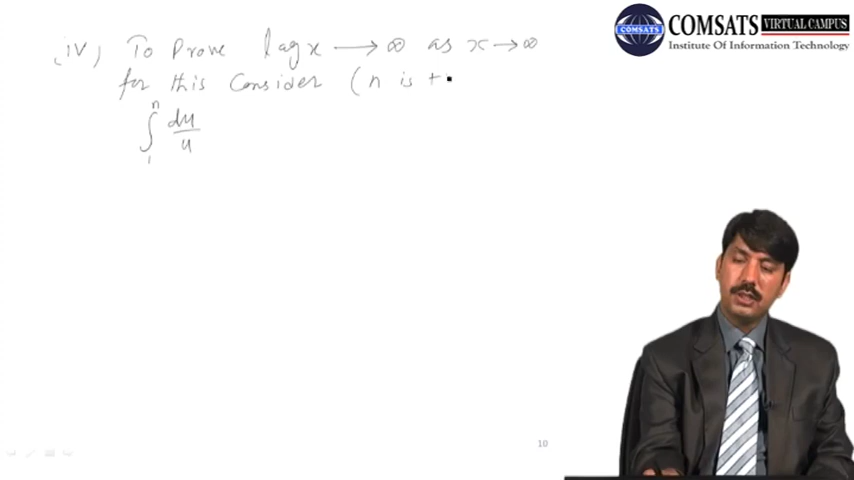 COMSATS VIRTUAL CAMPUS
Institute Of Information Technology
(iv) To Prove log x → ∞ as x → ∞
for this Consider (n is +
∫₁ⁿ du/u
10